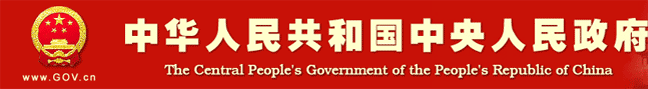 中华人民共和国中央人民政府
www.GOV.cn
The Central People's Government of the People's Republic of China